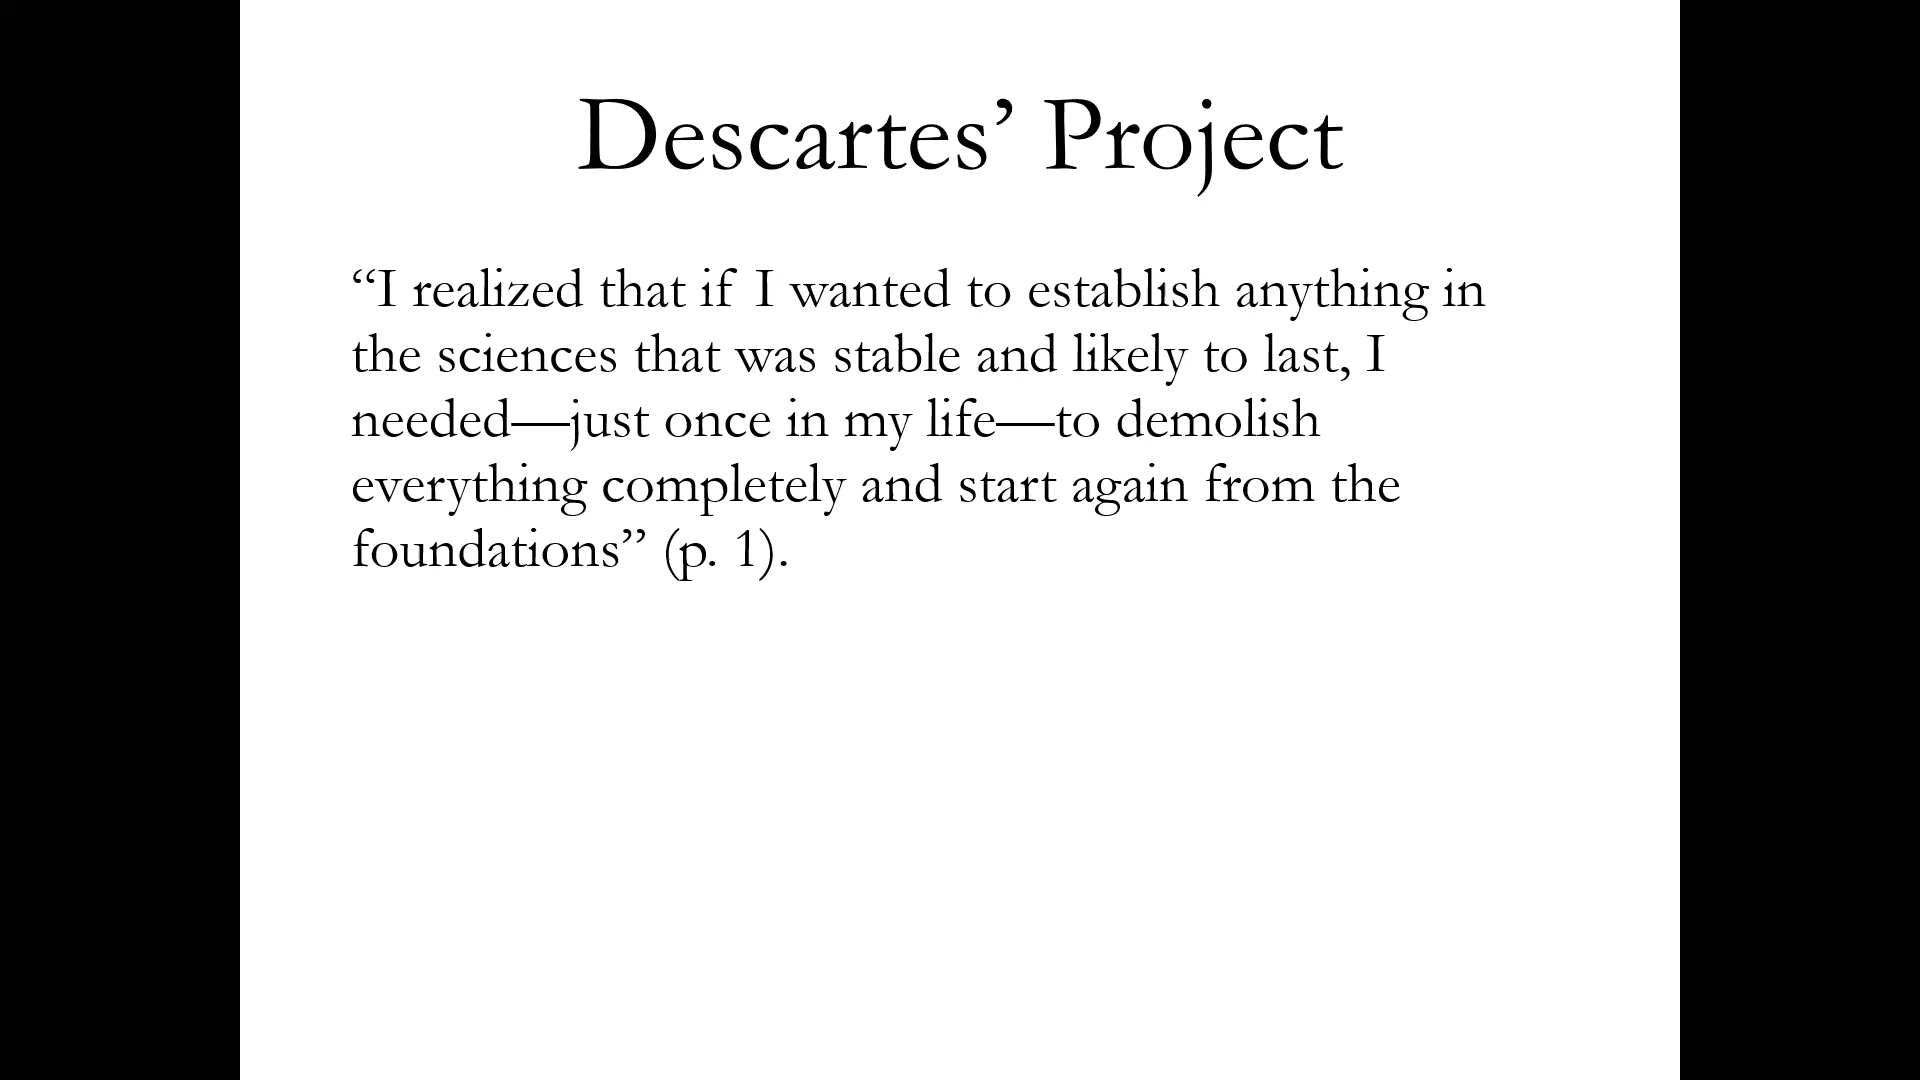 Descartes’ Project
“I realized that if I wanted to establish anything in
the sciences that was stable and likely to last, I
needed—just once in my life—to demolish
everything completely and start again from the
foundations” (p. 1).